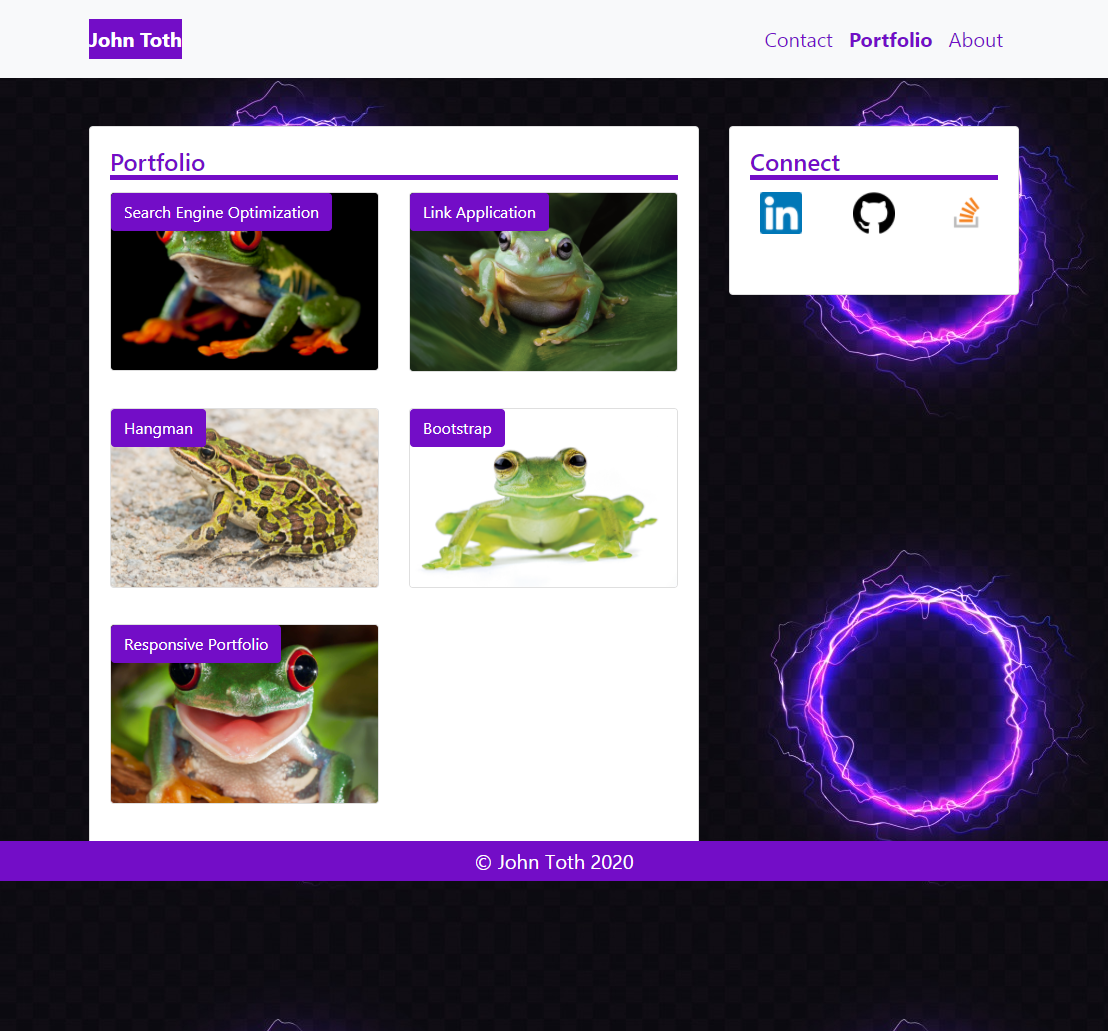 John Toth
Contact Portfolio About
Portfolio
Connect
Search Engine Optimization
Link Application
in
Hangman
Bootstrap
Responsive Portfolio
© John Toth 2020